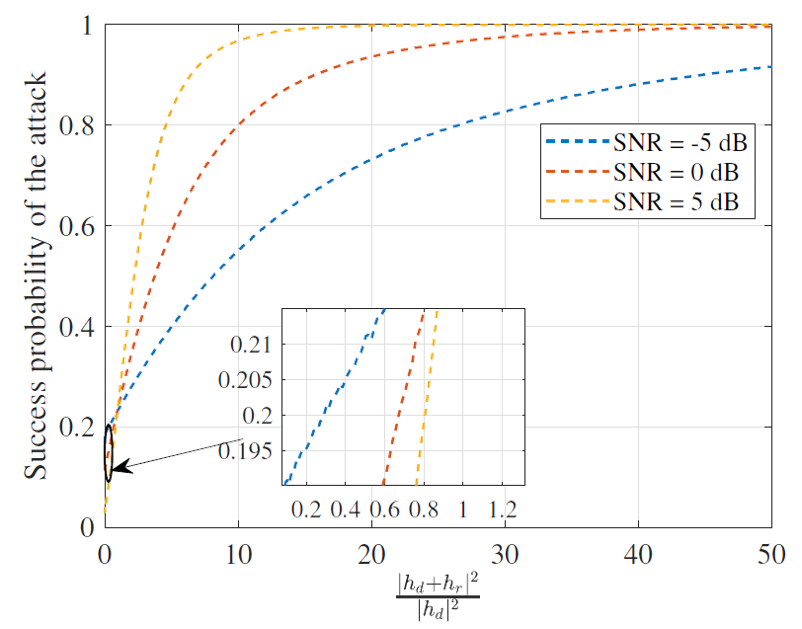 Success probability of the attack
1
0.8
0.6
0.4
0.2
0
0 10 20 30 40 50
|h_d+h_r|^2
|h_d|^2
SNR = -5 dB
SNR = 0 dB
SNR = 5 dB
0.21
0.205
0.2
0.195
0.2 0.4 0.6 0.8 1 1.2